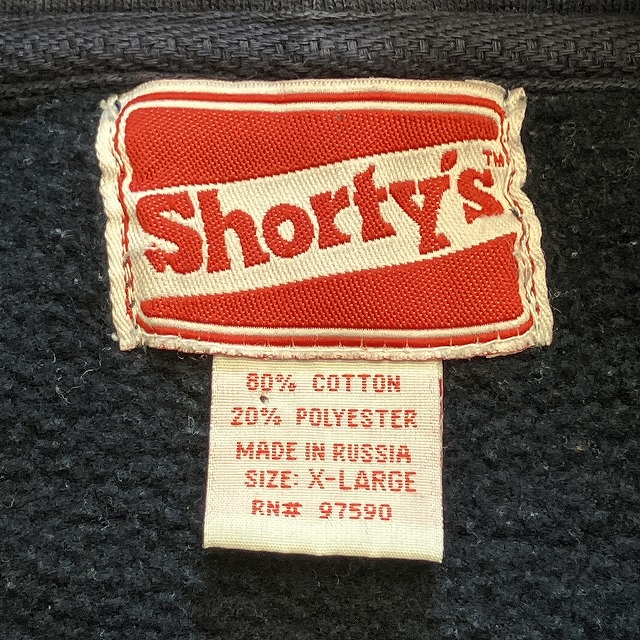 Shorty's™
80% COTTON
20% POLYESTER
MADE IN RUSSIA
SIZE: X-LARGE
RN# 97590